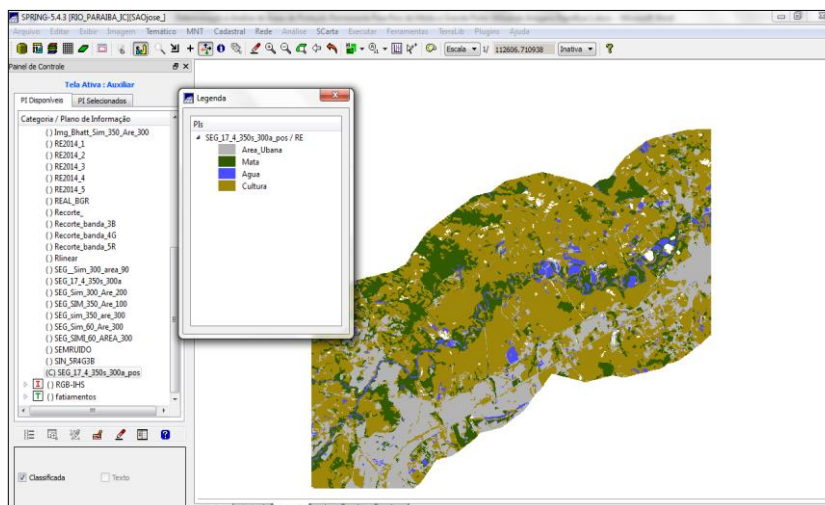 SPRING-5.4.3 [RIO_PARAIBA_IC][SAOjose_]
Arquivo Editar Exibir Imagem Temático MNT Cadastral Rede Análise SCarta Executar Ferramentas TerraLib Plugins Ajuda
Escala 1/ 112606.710938 Inativa
Painel de Controle
Tela Ativa : Auxiliar
PI Disponíveis PI Selecionados
Categoria / Plano de Informação
() Img_Bhatt_Sim_350_Are_300
() RE2014_1
() RE2014_2
() RE2014_3
() RE2014_4
() RE2014_5
() REAL_BGR
() Recorte_
() Recorte_banda_3B
() Recorte_banda_4G
() Recorte_banda_5R
() Rlinear
() SEG__Sim_300_area_90
() SEG_17_4_350s_300a
() SEG_Sim_300_Are_200
() SEG_SIM_350_Are_100
() SEG_sim_350_are_300
() SEG_Sim_60_Are_300
() SEG_SIMI_60_AREA_300
() SEMRUIDO
() SIN_5R4G3B
(C) SEG_17_4_350s_300a_pos
I () RGB-IHS
T () fatiamentos
Classificada Texto
Legenda
PIs
SEG_17_4_350s_300a_pos / RE
Area_Ubana
Mata
Agua
Cultura